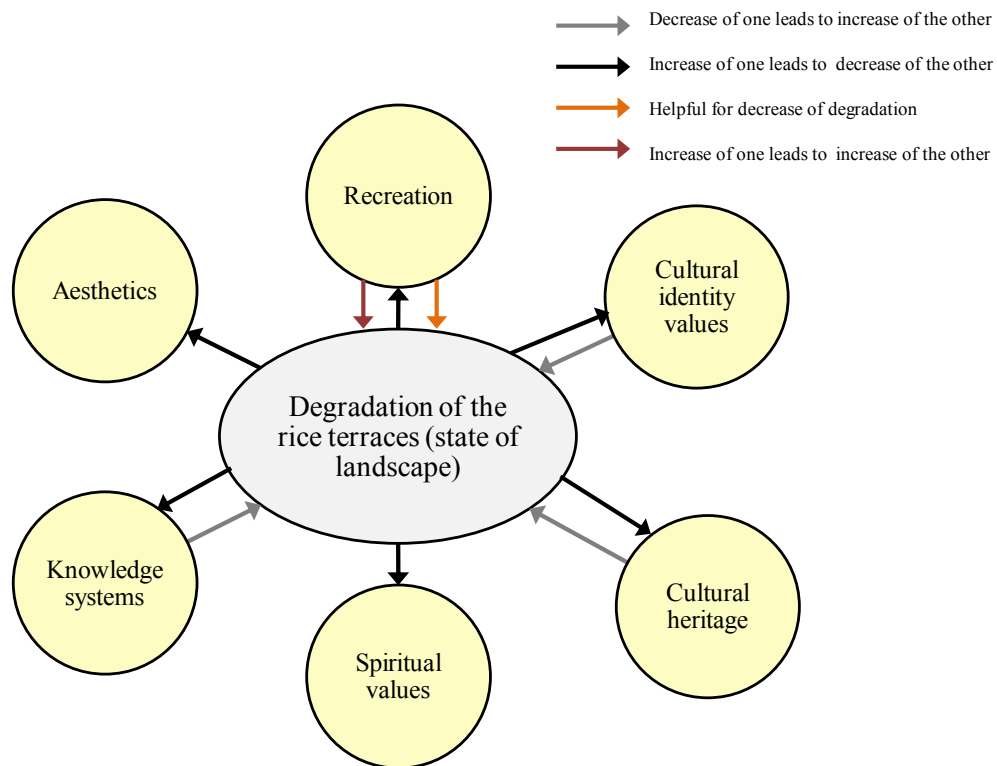 Decrease of one leads to increase of the other
Increase of one leads to decrease of the other
Helpful for decrease of degradation
Increase of one leads to increase of the other
Recreation
Aesthetics
Cultural
identity
values
Degradation of the
rice terraces (state of
landscape)
Knowledge
systems
Cultural
heritage
Spiritual
values